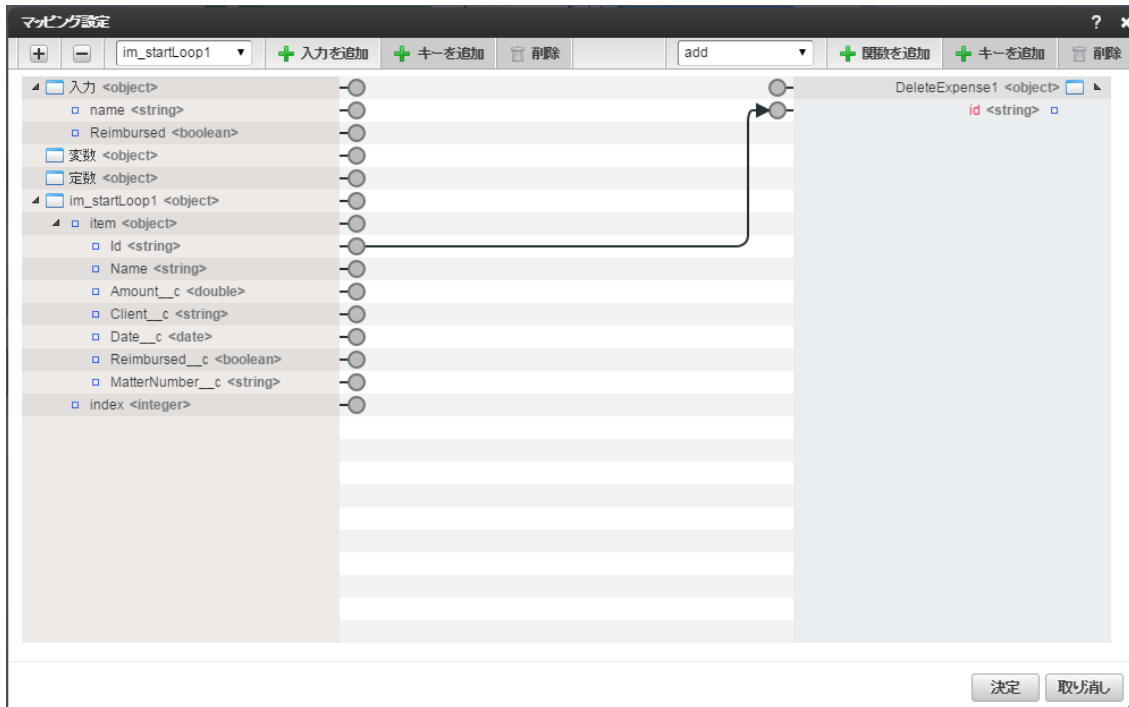 マッピング設定
?
im_startLoop1 入力を追加 キーを追加 削除 add 関数を追加 キーを追加 削除
入力 <object>
DeleteExpense1 <object>
name <string>
id <string>
Reimbursed <boolean>
変数 <object>
定数 <object>
im_startLoop1 <object>
item <object>
Id <string>
Name <string>
Amount__c <double>
Client__c <string>
Date__c <date>
Reimbursed__c <boolean>
MatterNumber__c <string>
index <integer>
決定 取り消し